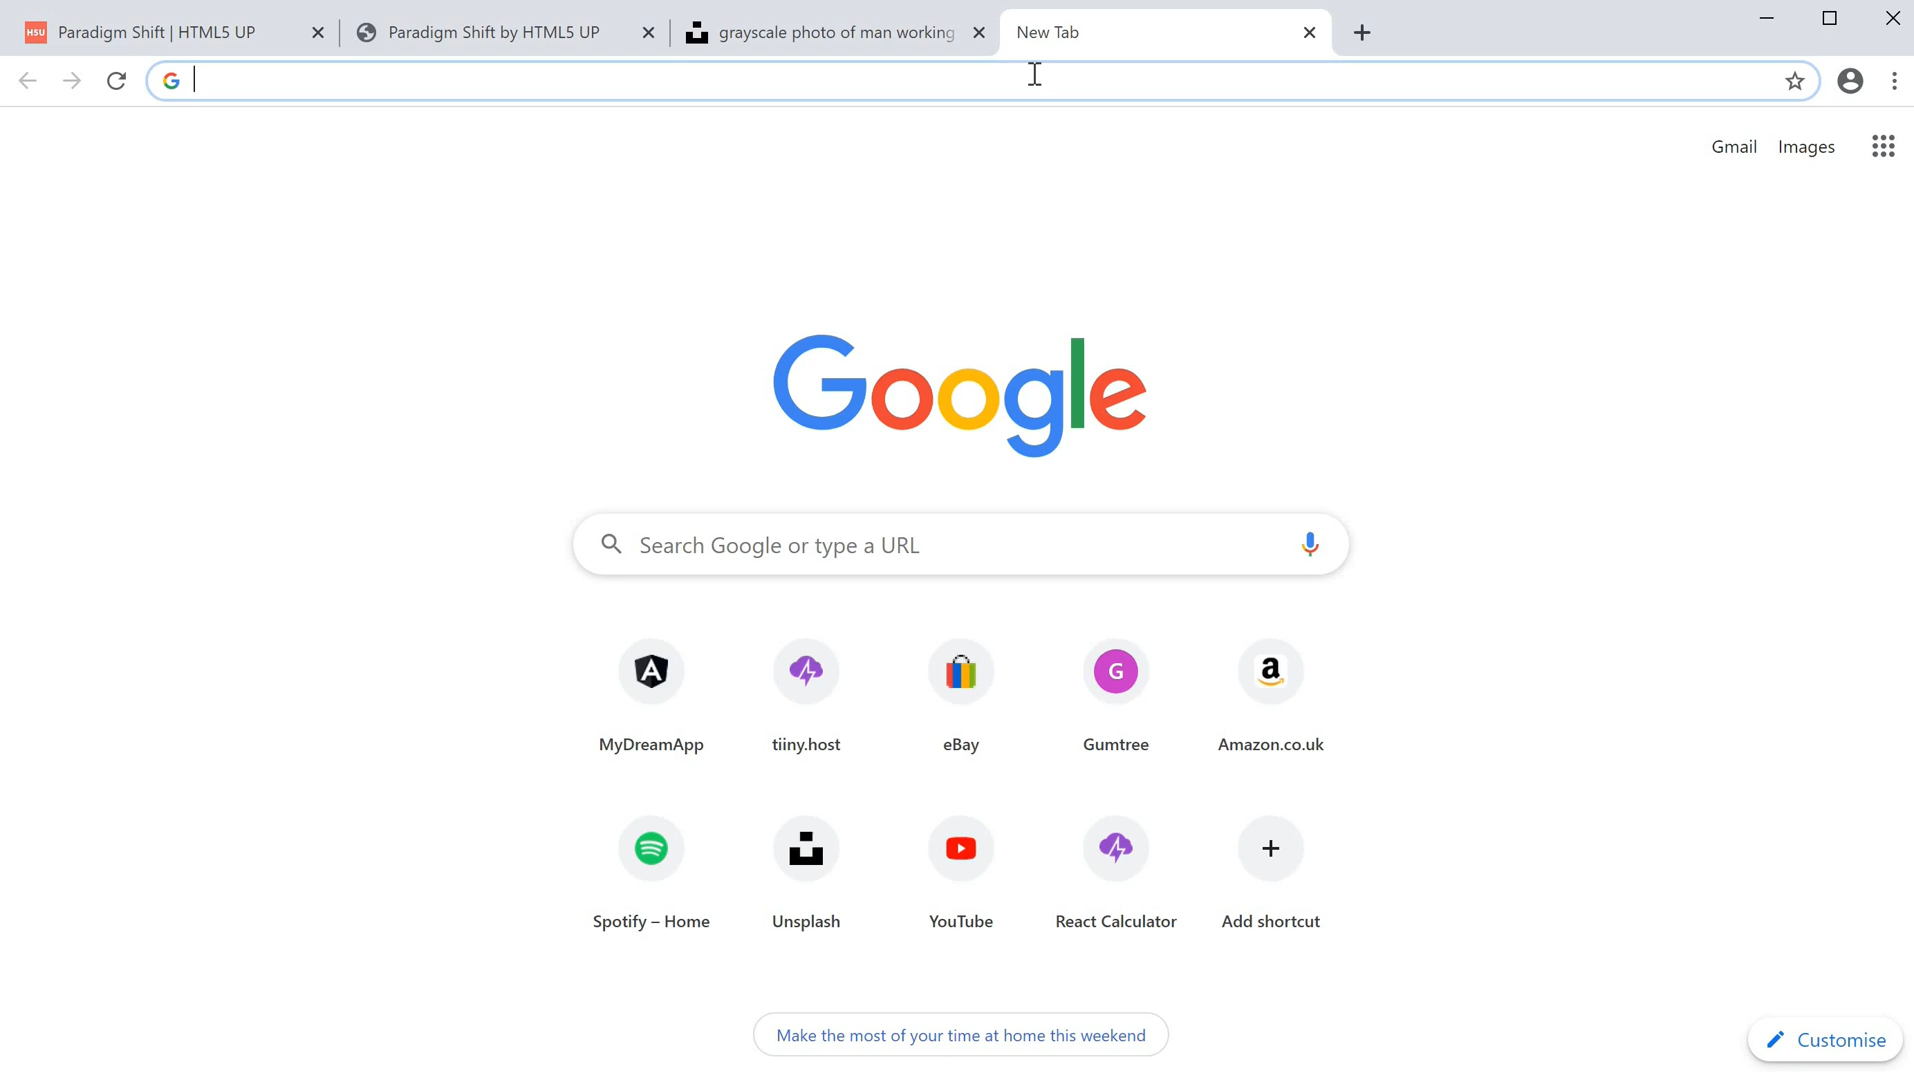 H5U Paradigm Shift | HTML5 UP
Paradigm Shift by HTML5 UP
grayscale photo of man working
New Tab
G
Gmail Images
Google
Search Google or type a URL
A
G
a
MyDreamApp
tiiny.host
eBay
Gumtree
Amazon.co.uk
Spotify – Home
Unsplash
YouTube
React Calculator
Add shortcut
Make the most of your time at home this weekend
Customise